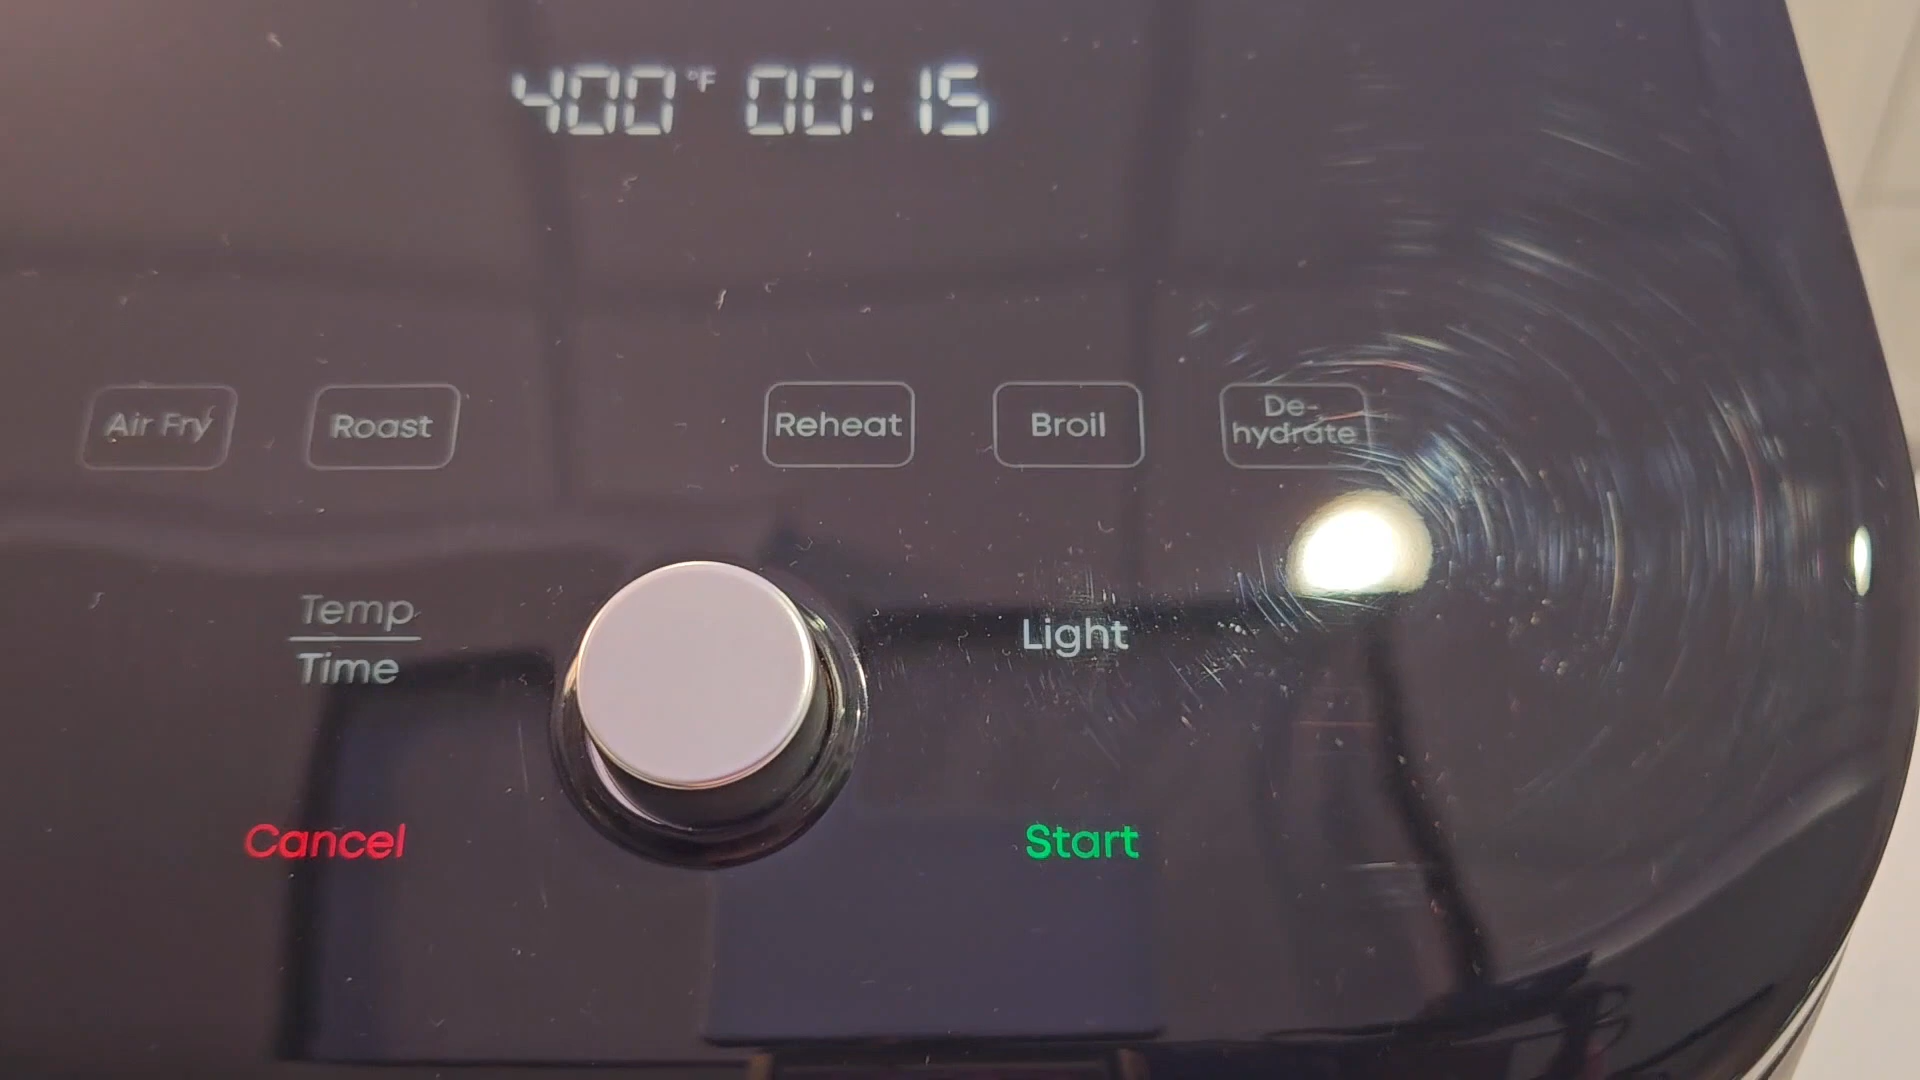 400°F 00:15
Air Fry
Roast
Reheat
Broil
De-
hydrate
Temp
Time
Light
Cancel
Start